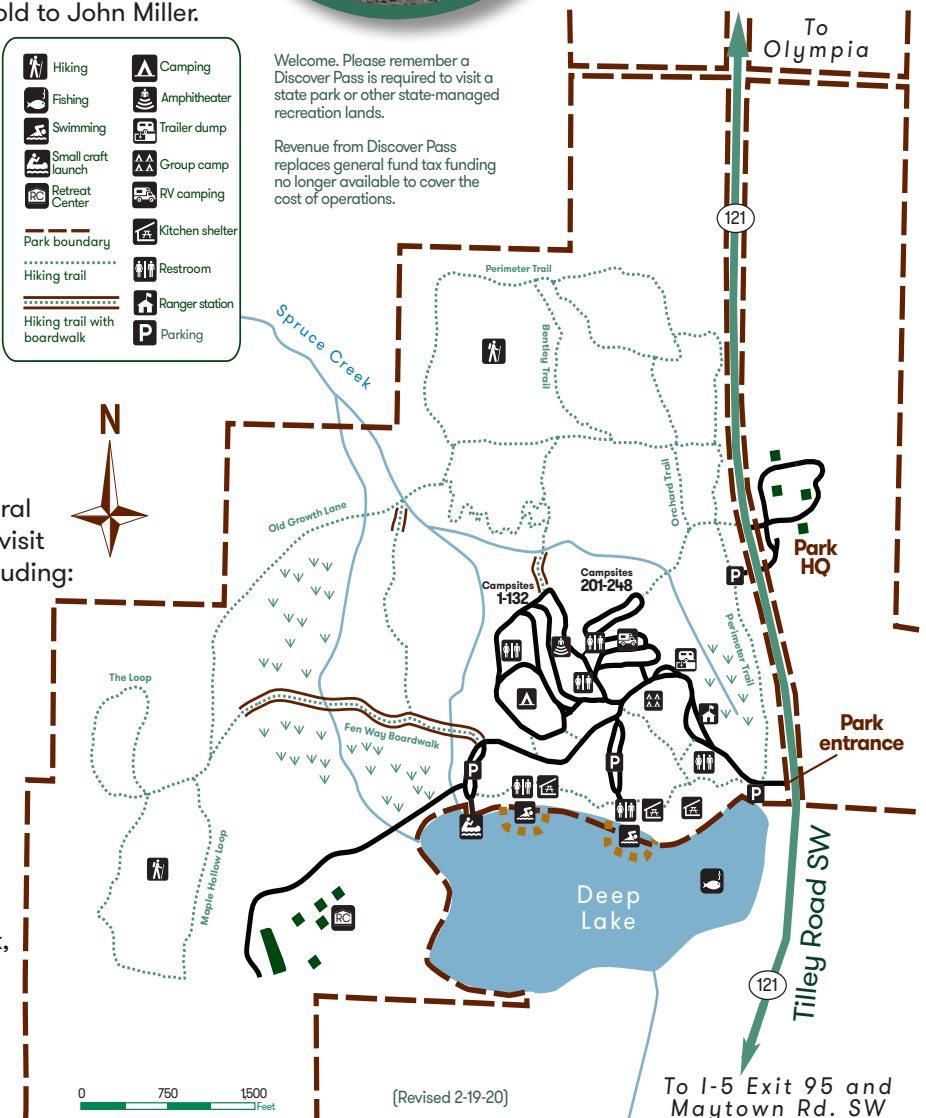 old to John Miller.
Hiking
Fishing
Swimming
Small craft
launch
RC
Retreat
Center
Park boundary
Hiking trail
Hiking trail with
boardwalk
Camping
Amphitheater
Trailer dump
Group camp
RV camping
Kitchen shelter
Restroom
Ranger station
P
Parking
Welcome. Please remember a
Discover Pass is required to visit a
state park or other state-managed
recreation lands.
Revenue from Discover Pass
replaces general fund tax funding
no longer available to cover the
cost of operations.
To
Olympia
121
Perimeter Trail
Spruce Creek
Bentley Trail
N
ral
visit
cluding:
Old Growth Lane
Orchard Trail
Park
HQ
P
Campsites
1-132
Campsites
201-248
Perimeter Trail
The Loop
Fen Way Boardwalk
Park
entrance
P
P
P
Maple Hollow Loop
RC
Deep
Lake
Tilley Road SW
121
0 750 1,500
Feet
(Revised 2-19-20)
To I-5 Exit 95 and
Maytown Rd. SW